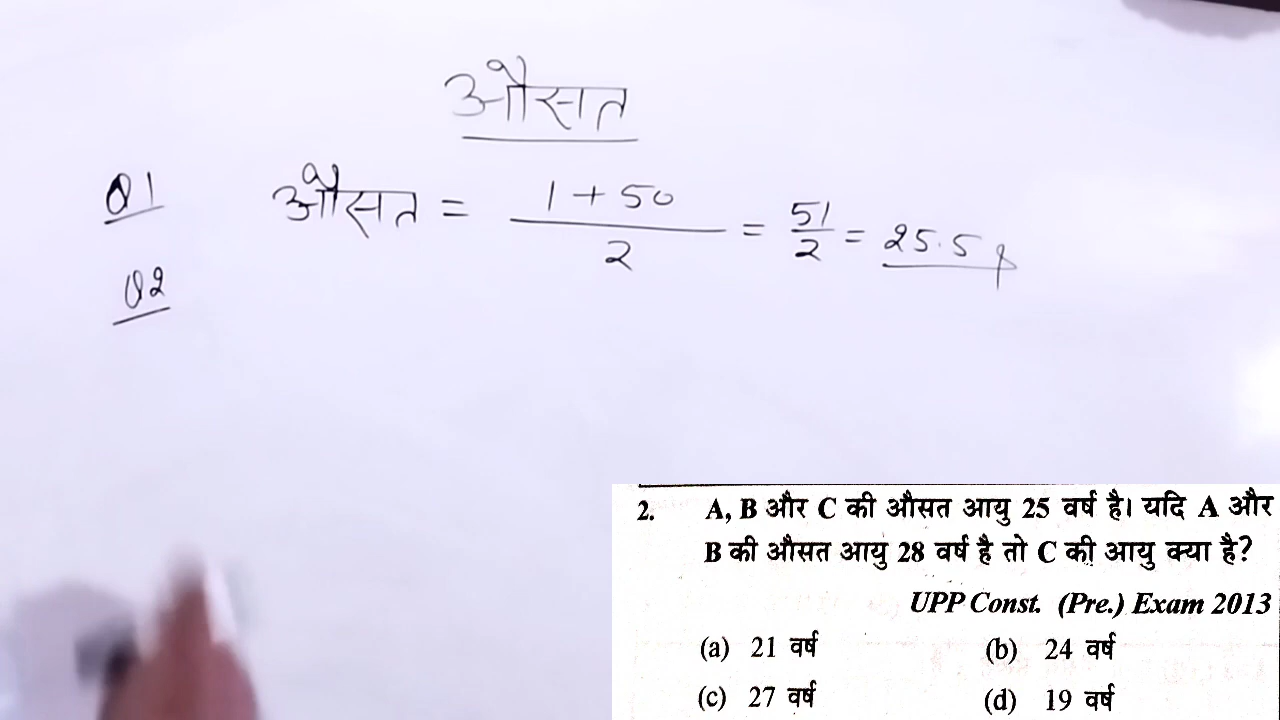 औसत
Q1 औसत = 1 + 50 / 2 = 51 / 2 = 25.5
Q2
2. A, B और C की औसत आयु 25 वर्ष है। यदि A और
B की औसत आयु 28 वर्ष है तो C की आयु क्या है?
UPP Const. (Pre.) Exam 2013
(a) 21 वर्ष (b) 24 वर्ष
(c) 27 वर्ष (d) 19 वर्ष